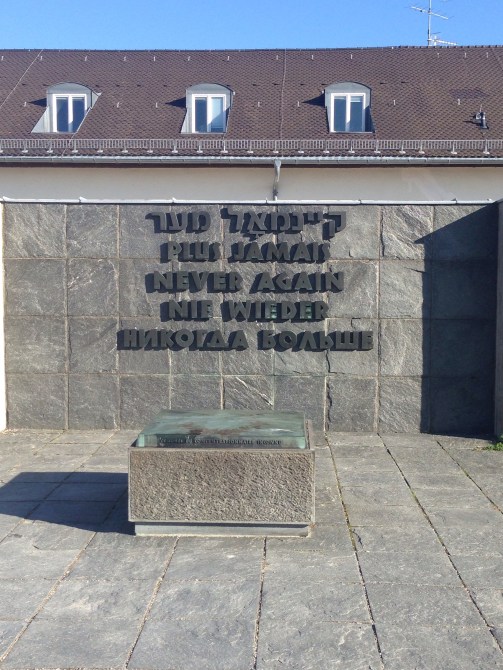 קיינמאל מער
PLUS JAMAIS
NEVER AGAIN
NIE WIEDER
НИКОГДА БОЛЬШЕ